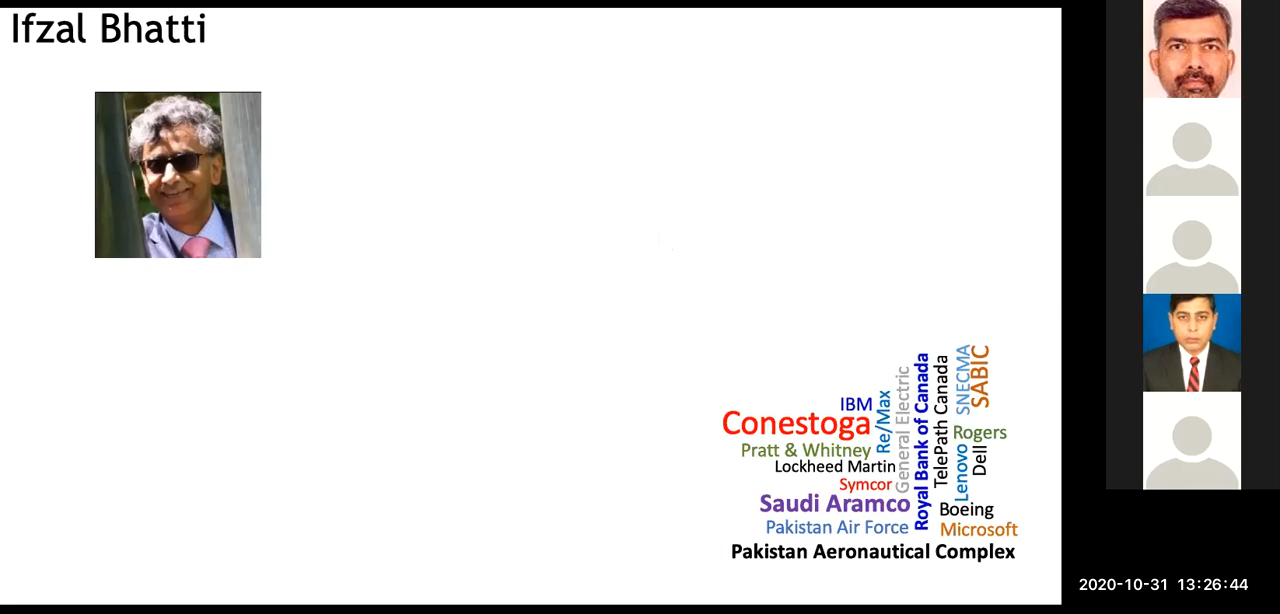 Ifzal Bhatti
IBM
Conestoga
Pratt & Whitney
Lockheed Martin
Symcor
Saudi Aramco
Pakistan Air Force
Re/Max
General Electric
Royal Bank of Canada
TelePath Canada
SNECMA
SABIC
Rogers
Lenovo
Dell
Boeing
Microsoft
Pakistan Aeronautical Complex
2020-10-31 13:26:44